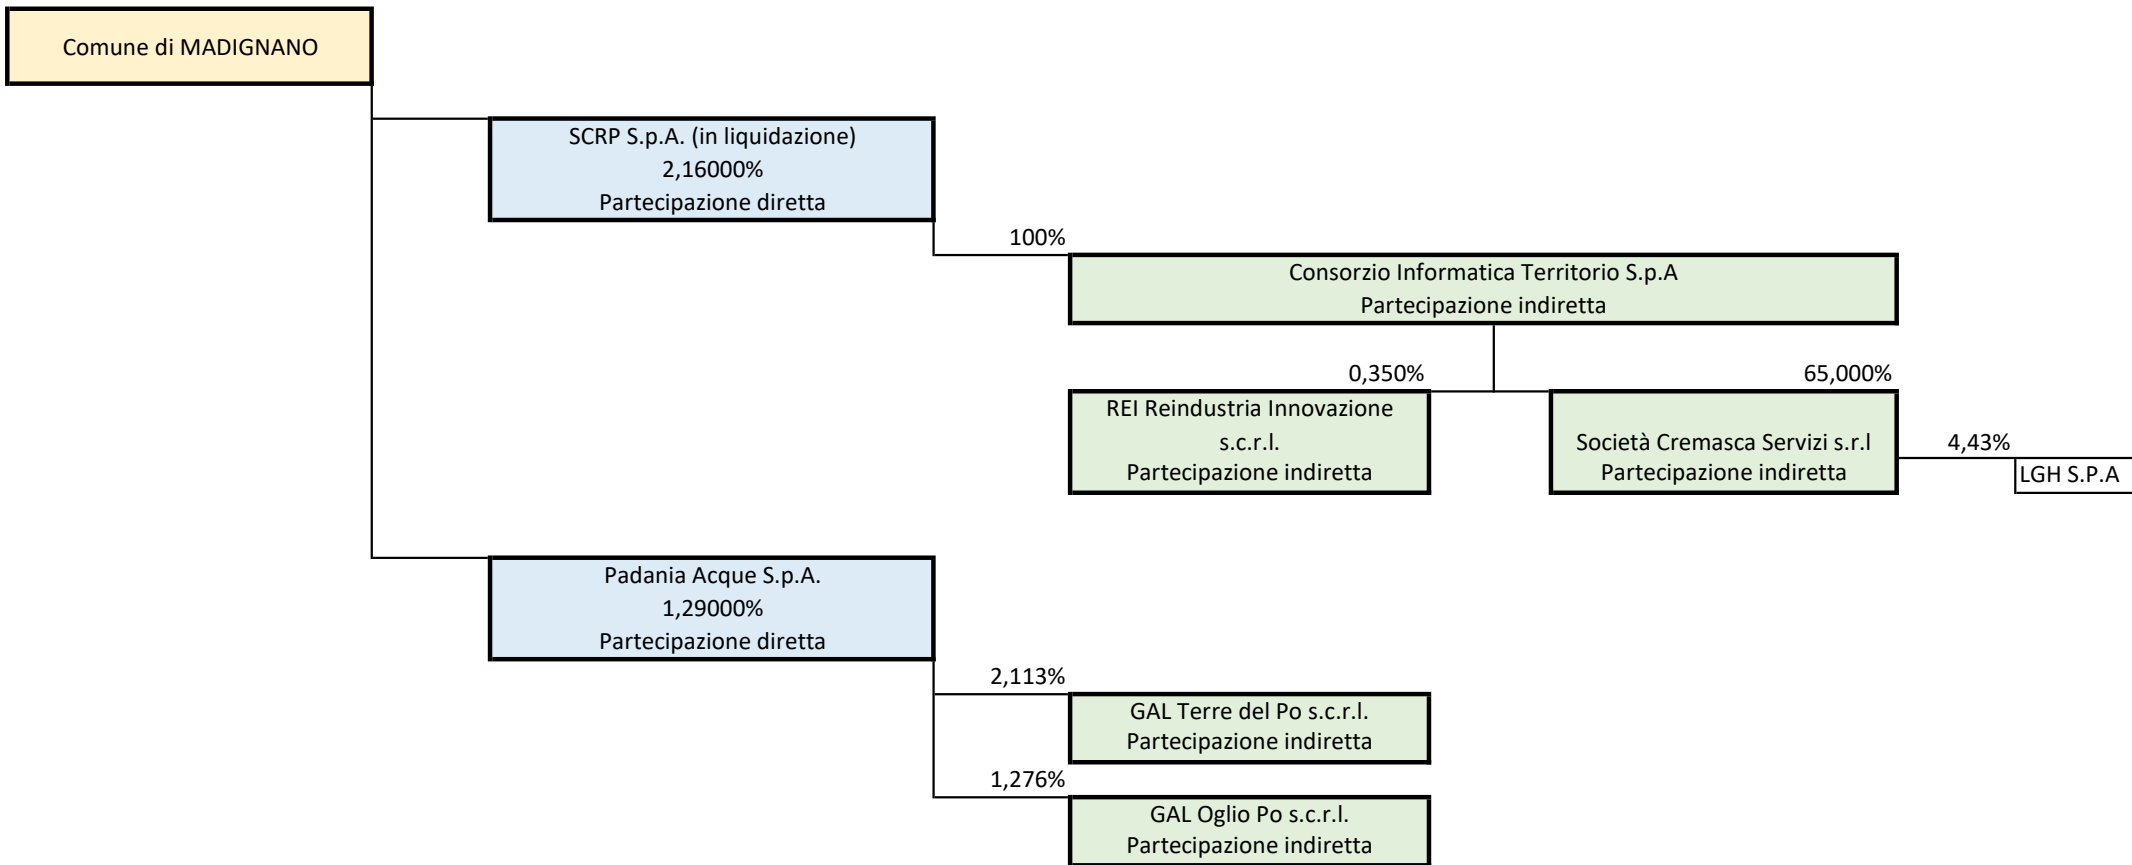 Comune di MADIGNANO
SCRP S.p.A. (in liquidazione)
2,16000%
Partecipazione diretta
100%
Consorzio Informatica Territorio S.p.A
Partecipazione indiretta
0,350%
65,000%
REI Reindustria Innovazione
s.c.r.l.
Partecipazione indiretta
Società Cremasca Servizi s.r.l
Partecipazione indiretta
4,43%
LGH S.P.A
Padania Acque S.p.A.
1,29000%
Partecipazione diretta
2,113%
GAL Terre del Po s.c.r.l.
Partecipazione indiretta
1,276%
GAL Oglio Po s.c.r.l.
Partecipazione indiretta